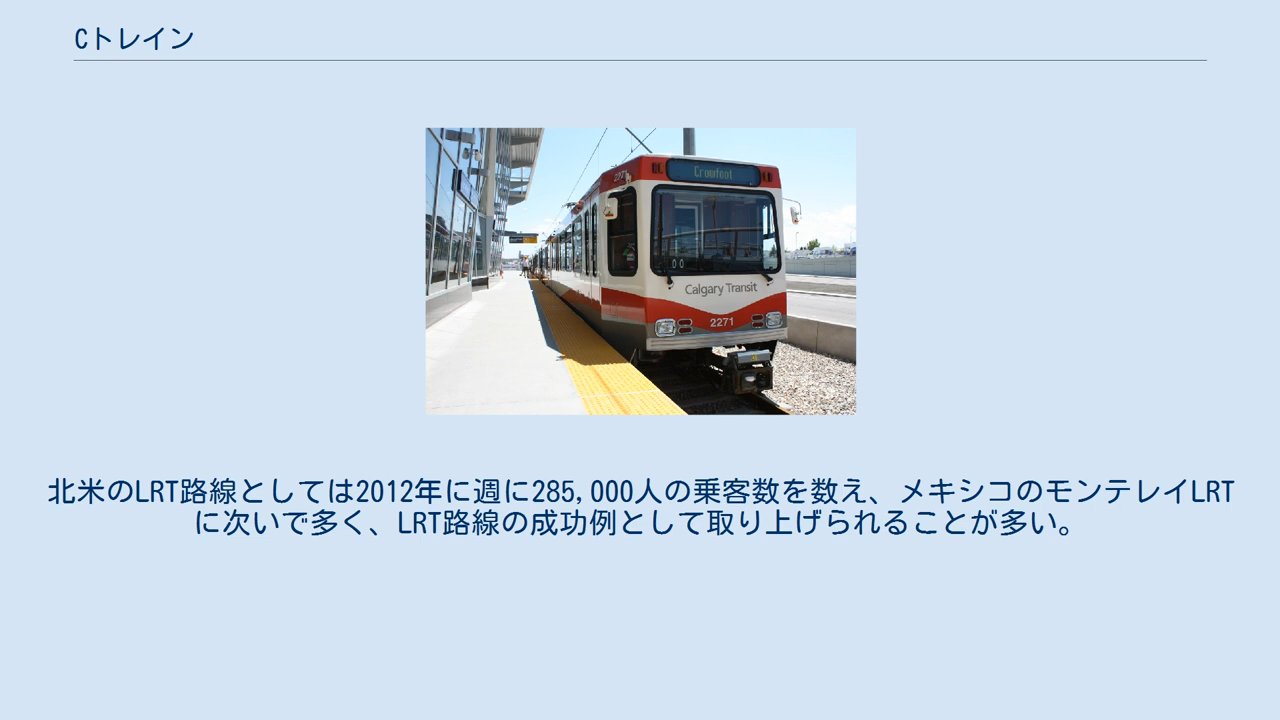 Cトレイン
Crowfoot
Calgary Transit
2271
北米のLRT路線としては2012年に週に285,000人の乗客数を数え、メキシコのモンテレイLRT
に次いで多く、LRT路線の成功例として取り上げられることが多い。